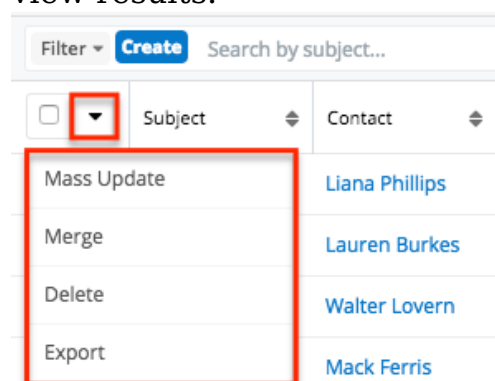 view results.
Filter Create Search by subject...
Subject Contact
Mass Update Liana Phillips
Merge Lauren Burkes
Delete Walter Lovern
Export Mack Ferris